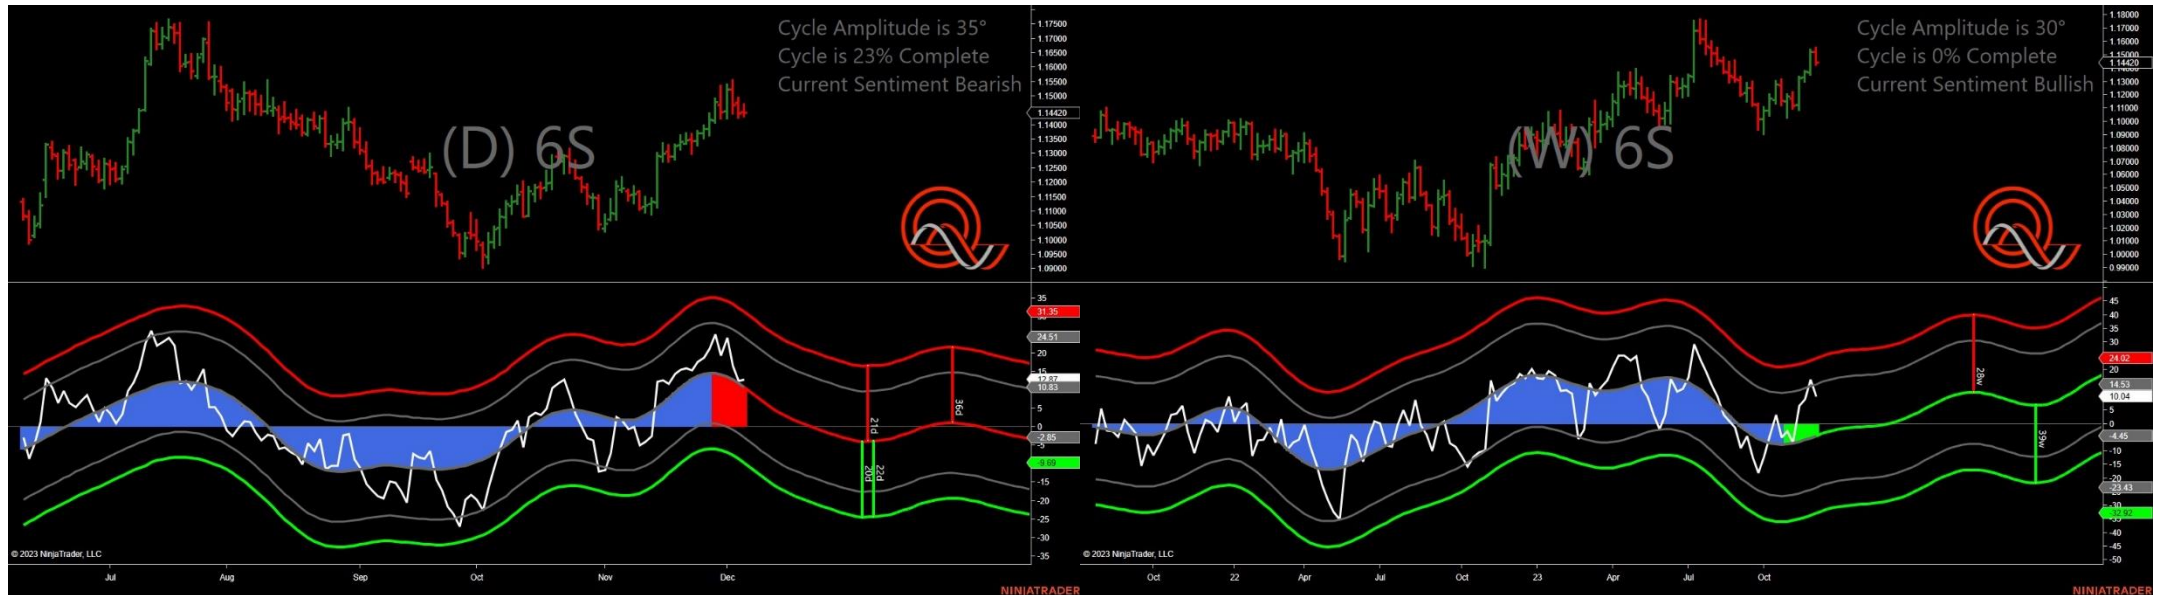 Cycle Amplitude is 35°
Cycle is 23% Complete
Current Sentiment Bearish
(D) 6S
1.17500
1.16500
1.15500
1.15000
1.14420
1.14000
1.13500
1.13000
1.12500
1.12000
1.11500
1.11000
1.10500
1.10000
1.09500
1.09000
35
31.35
24.51
20
15
12.87
10.83
5
0
-2.85
-5
-9.69
-15
-20
-25
-30
-35
21d
20d
22d
36d
© 2023 NinjaTrader, LLC
Jul
Aug
Sep
Oct
Nov
Dec
NINJATRADER
Cycle Amplitude is 30°
Cycle is 0% Complete
Current Sentiment Bullish
(W) 6S
1.18000
1.16000
1.15000
1.14420
1.14000
1.13000
1.12000
1.11000
1.10000
1.09000
1.08000
1.07000
1.06000
1.05000
1.04000
1.03000
1.02000
1.01000
1.00000
0.99000
45
40
35
30
24.02
20
14.53
10.04
5
0
-4.45
-10
-15
-23.43
-30
-32.92
-40
-45
-50
28w
39w
© 2023 NinjaTrader, LLC
Oct
22
Apr
Jul
Oct
23
Apr
Jul
Oct
NINJATRADER